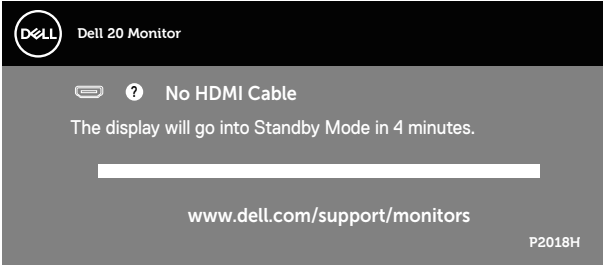 DELL
Dell 20 Monitor
? No HDMI Cable
The display will go into Standby Mode in 4 minutes.
www.dell.com/support/monitors
P2018H